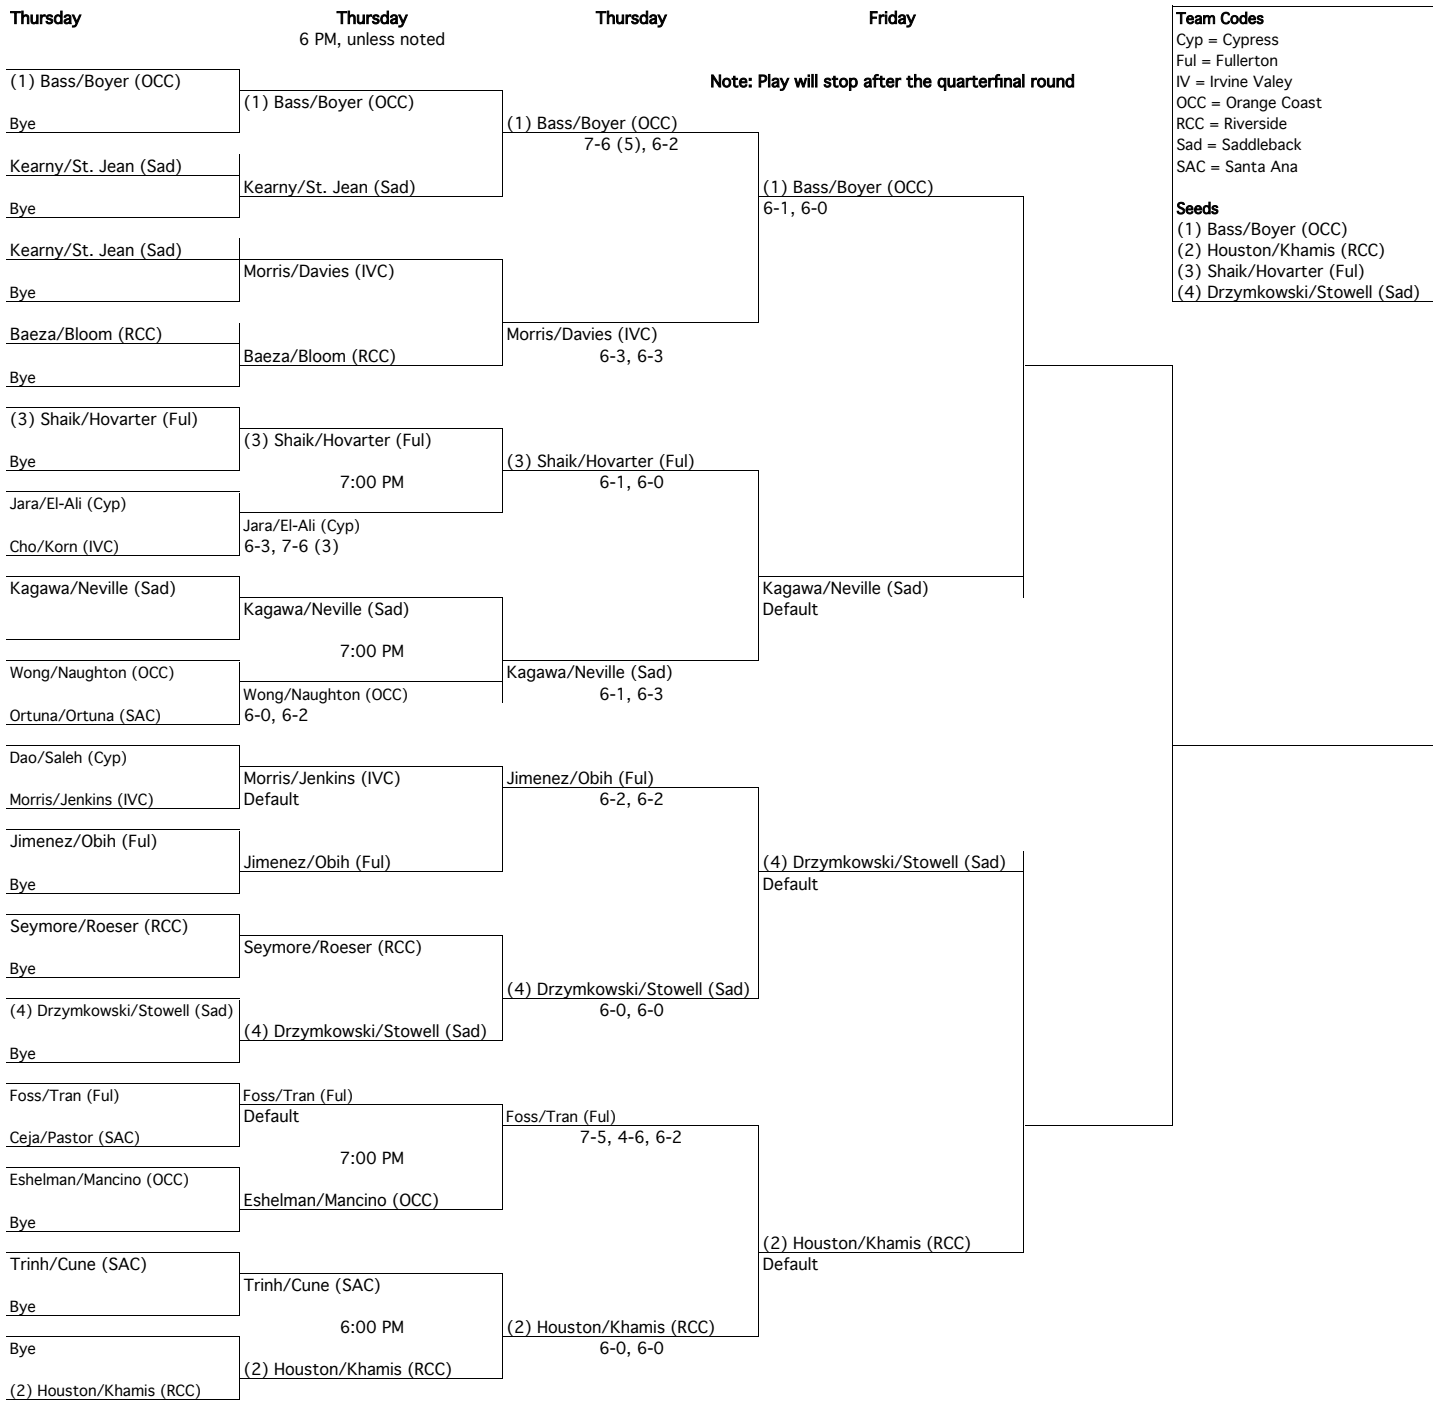 Thursday
Thursday
6 PM, unless noted
Thursday
Friday
Note: Play will stop after the quarterfinal round
Team Codes
Cyp = Cypress
Ful = Fullerton
IV = Irvine Valey
OCC = Orange Coast
RCC = Riverside
Sad = Saddleback
SAC = Santa Ana
Seeds
(1) Bass/Boyer (OCC)
(2) Houston/Khamis (RCC)
(3) Shaik/Hovarter (Ful)
(4) Drzymkowski/Stowell (Sad)
(1) Bass/Boyer (OCC)
Bye
Kearny/St. Jean (Sad)
Bye
Kearny/St. Jean (Sad)
Bye
Baeza/Bloom (RCC)
Bye
(3) Shaik/Hovarter (Ful)
Bye
Jara/El-Ali (Cyp)
Cho/Korn (IVC)
Kagawa/Neville (Sad)
Wong/Naughton (OCC)
Ortuna/Ortuna (SAC)
Dao/Saleh (Cyp)
Morris/Jenkins (IVC)
Jimenez/Obih (Ful)
Bye
Seymore/Roeser (RCC)
Bye
(4) Drzymkowski/Stowell (Sad)
Bye
Foss/Tran (Ful)
Ceja/Pastor (SAC)
Eshelman/Mancino (OCC)
Bye
Trinh/Cune (SAC)
Bye
Bye
(2) Houston/Khamis (RCC)
(1) Bass/Boyer (OCC)
Kearny/St. Jean (Sad)
Morris/Davies (IVC)
Baeza/Bloom (RCC)
(3) Shaik/Hovarter (Ful)
7:00 PM
Jara/El-Ali (Cyp)
6-3, 7-6 (3)
Kagawa/Neville (Sad)
7:00 PM
Wong/Naughton (OCC)
6-0, 6-2
Morris/Jenkins (IVC)
Default
Jimenez/Obih (Ful)
Seymore/Roeser (RCC)
(4) Drzymkowski/Stowell (Sad)
Foss/Tran (Ful)
Default
7:00 PM
Eshelman/Mancino (OCC)
Trinh/Cune (SAC)
6:00 PM
(2) Houston/Khamis (RCC)
(1) Bass/Boyer (OCC)
7-6 (5), 6-2
Morris/Davies (IVC)
6-3, 6-3
(3) Shaik/Hovarter (Ful)
6-1, 6-0
Kagawa/Neville (Sad)
6-1, 6-3
Jimenez/Obih (Ful)
6-2, 6-2
(4) Drzymkowski/Stowell (Sad)
6-0, 6-0
Foss/Tran (Ful)
7-5, 4-6, 6-2
(2) Houston/Khamis (RCC)
6-0, 6-0
(1) Bass/Boyer (OCC)
6-1, 6-0
Kagawa/Neville (Sad)
Default
(4) Drzymkowski/Stowell (Sad)
Default
(2) Houston/Khamis (RCC)
Default